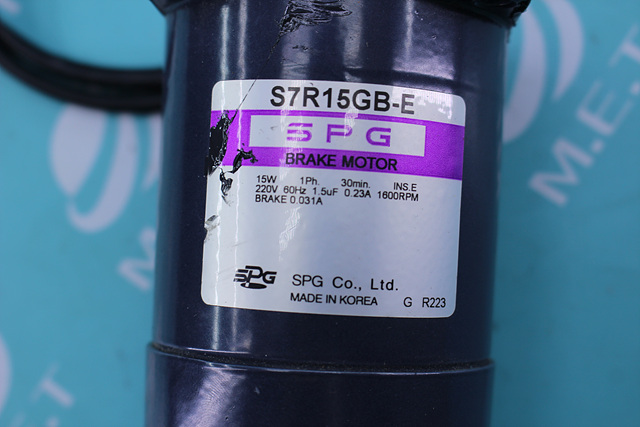 S7R15GB-E
SPG
BRAKE MOTOR
15W 1Ph. 30min. INS.E
220V 60Hz 1.5uF 0.23A 1600RPM
BRAKE 0.031A
SPG SPG Co., Ltd.
MADE IN KOREA G R223
M.E.T
M.E.T
M.E.T